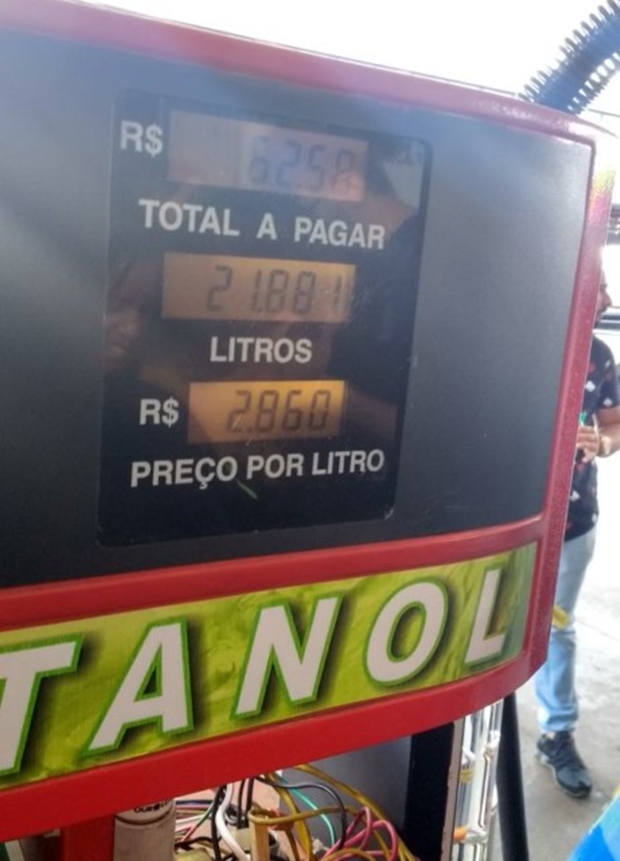 R$ 62.58
TOTAL A PAGAR
21.881
LITROS
R$ 2.860
PREÇO POR LITRO
TANOL